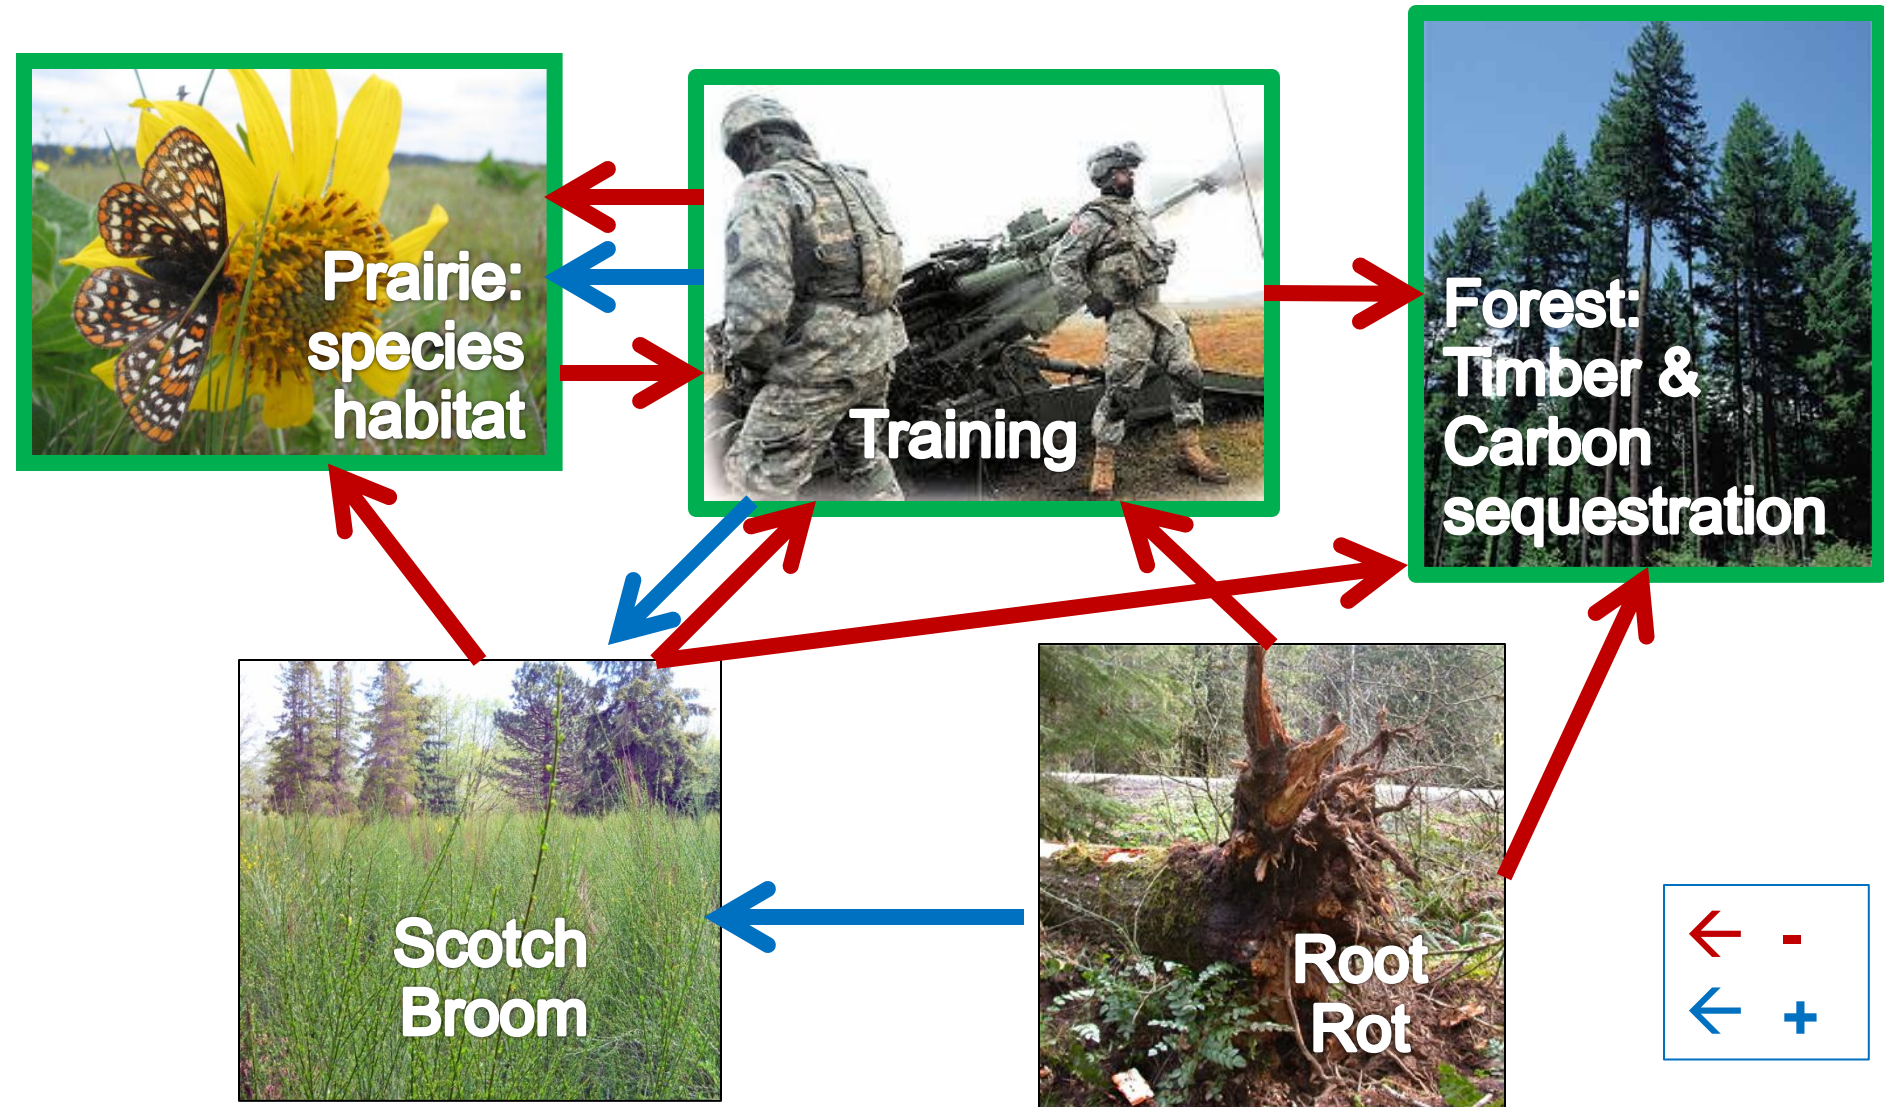 Prairie:
species
habitat
Training
Forest:
Timber &
Carbon
sequestration
Scotch
Broom
Root
Rot
← -
← +